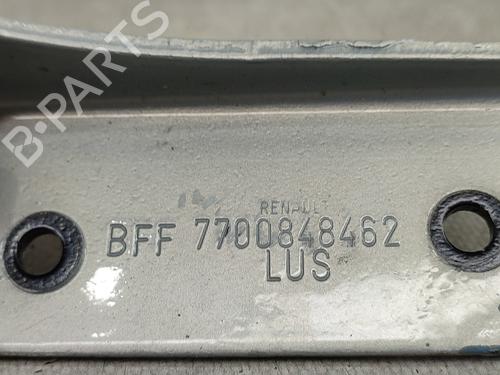 B-PARTS
RENAULT
BFF 7700848462
LUS